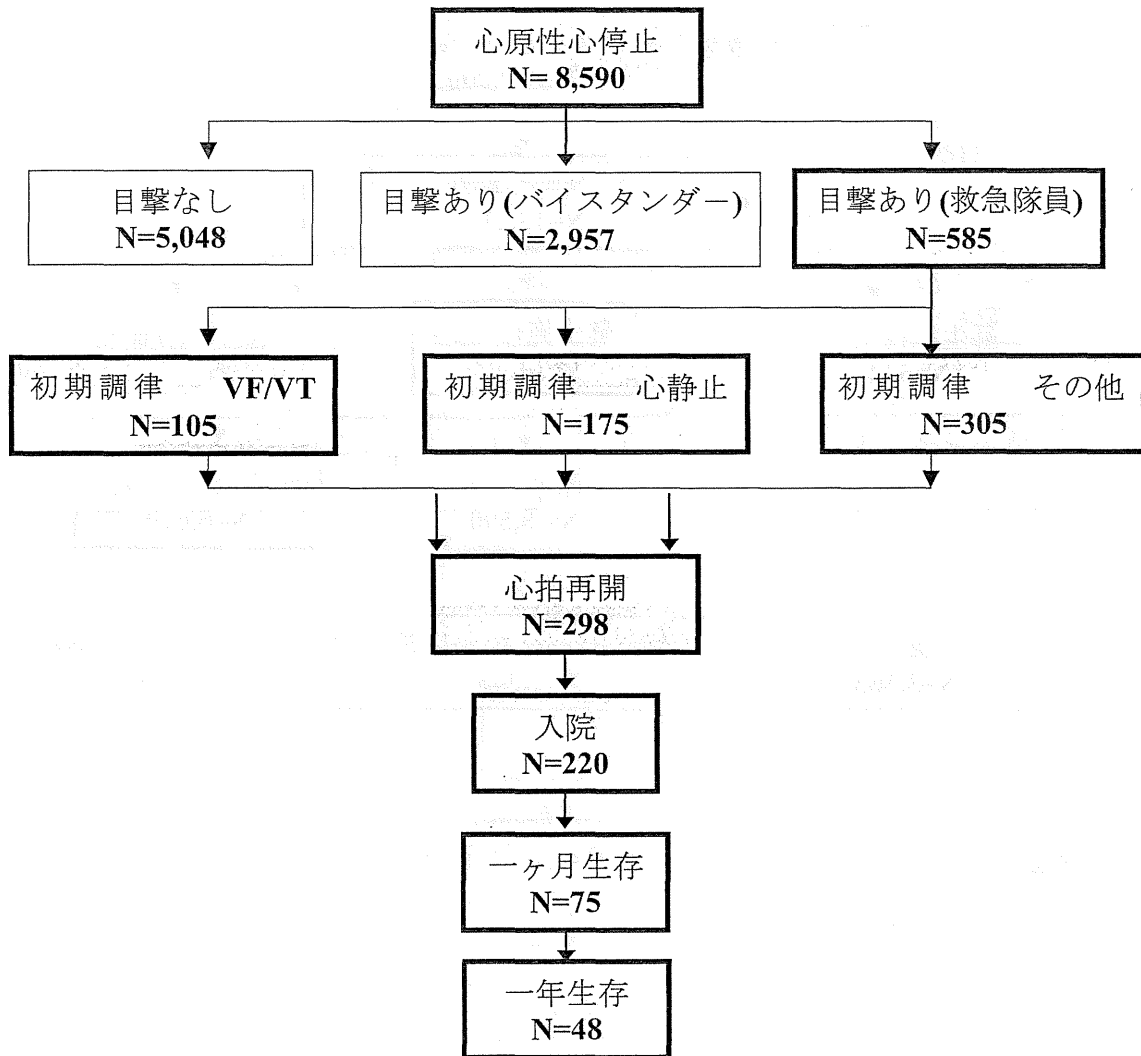 心原性心停止
N= 8,590
目撃なし
N=5,048
目撃あり(バイスタンダー)
N=2,957
目撃あり(救急隊員)
N=585
初期調律 VF/VT
N=105
初期調律 心静止
N=175
初期調律 その他
N=305
心拍再開
N=298
入院
N=220
一ヶ月生存
N=75
一年生存
N=48